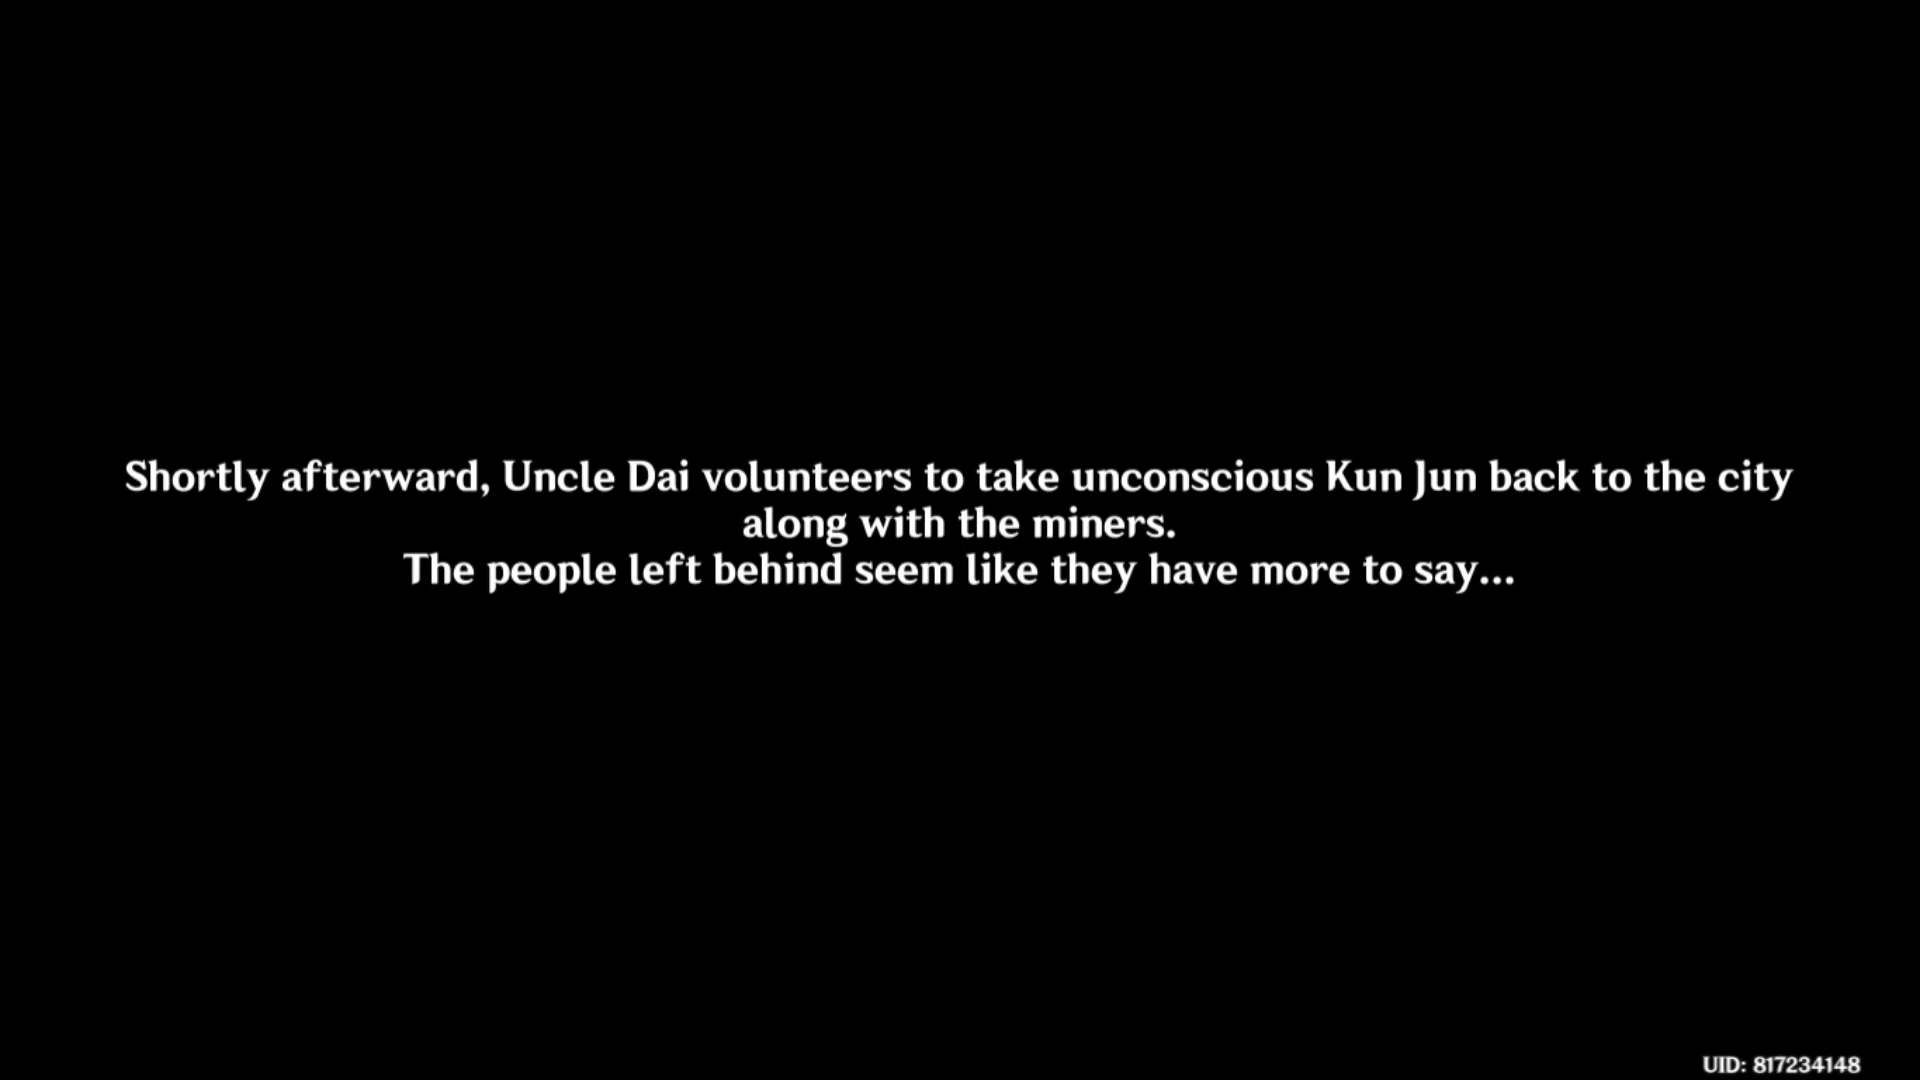 Shortly afterward, Uncle Dai volunteers to take unconscious Kun Jun back to the city
along with the miners.
The people left behind seem like they have more to say...
UID: 817234148